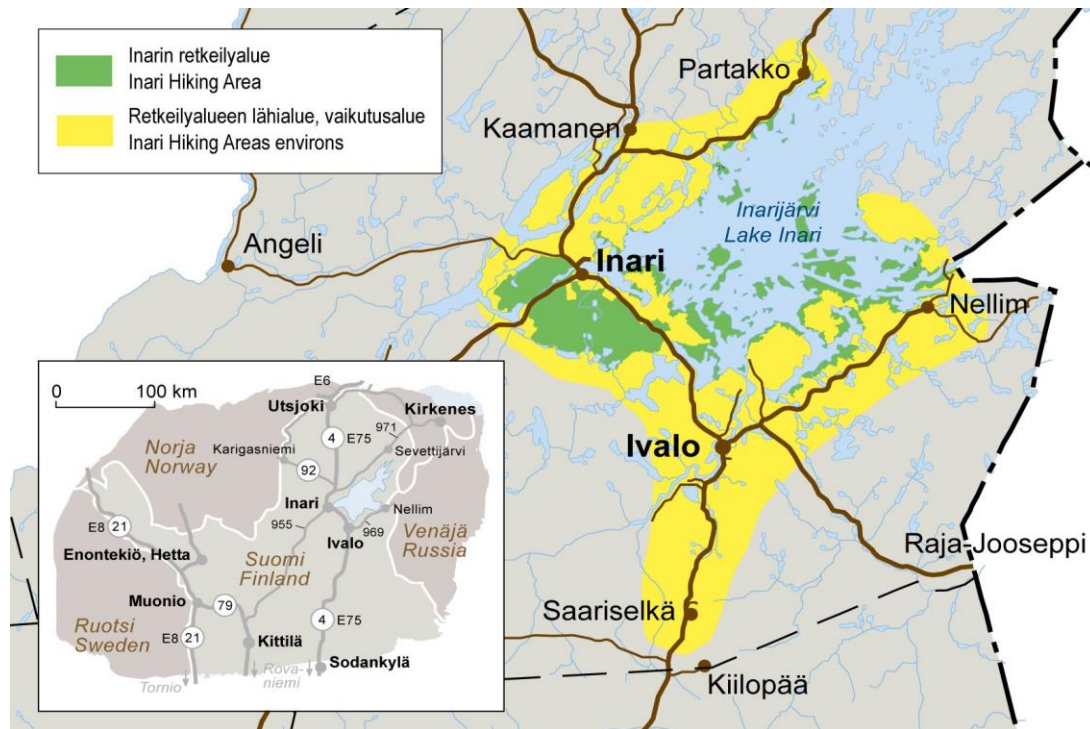 Inarin retkeilyalue
Inari Hiking Area
Retkeilyalueen lähialue, vaikutusalue
Inari Hiking Areas environs
Partakko
Kaamanen
Inarijärvi
Lake Inari
Angeli
Inari
Nellim
Ivalo
Raja-Jooseppi
Saariselkä
Kiilopää
0 100 km
E6
Utsjoki
Kirkenes
971
4 E75
Norja
Norway
Karigasniemi
Sevettijärvi
92
Inari
Nellim
E8 21
955
Ivalo
969
Venäjä
Russia
Enontekiö, Hetta
Suomi
Finland
Muonio
79
Ruotsi
Sweden
E8 21
4 E75
Kittilä
Sodankylä
Rova-
niemi
Tornio